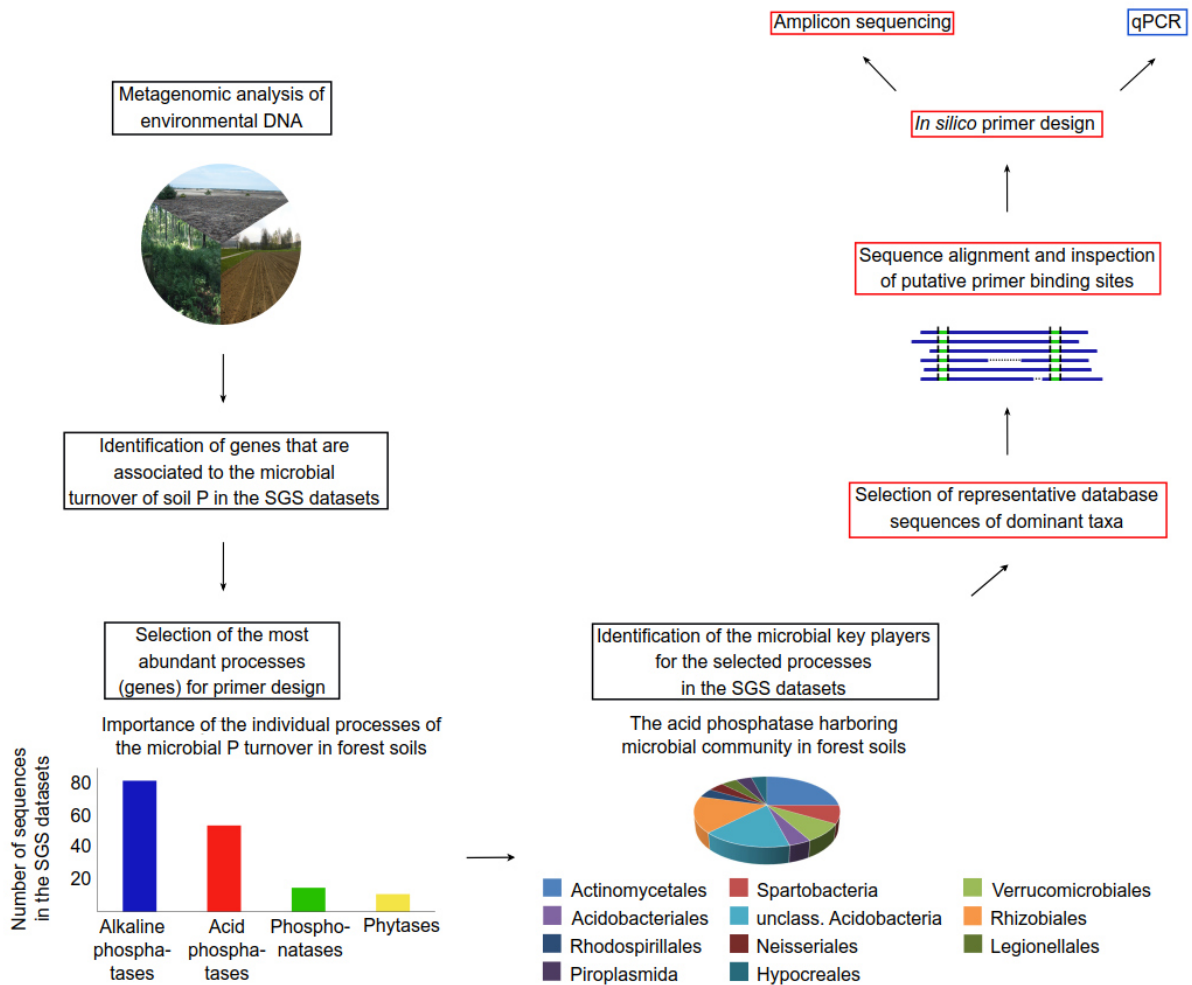 Metagenomic analysis of
environmental DNA
Identification of genes that are
associated to the microbial
turnover of soil P in the SGS datasets
Selection of the most
abundant processes
(genes) for primer design
Importance of the individual processes of
the microbial P turnover in forest soils
Number of sequences
in the SGS datasets
80
60
40
20
Alkaline
phospha-
tases
Acid
phospha-
tases
Phospho-
natases
Phytases
Identification of the microbial key players
for the selected processes
in the SGS datasets
The acid phosphatase harboring
microbial community in forest soils
Actinomycetales
Spartobacteria
Verrucomicrobiales
Acidobacteriales
unclass. Acidobacteria
Rhizobiales
Rhodospirillales
Neisseriales
Legionellales
Piroplasmida
Hypocreales
Selection of representative database
sequences of dominant taxa
Sequence alignment and inspection
of putative primer binding sites
In silico primer design
Amplicon sequencing
qPCR